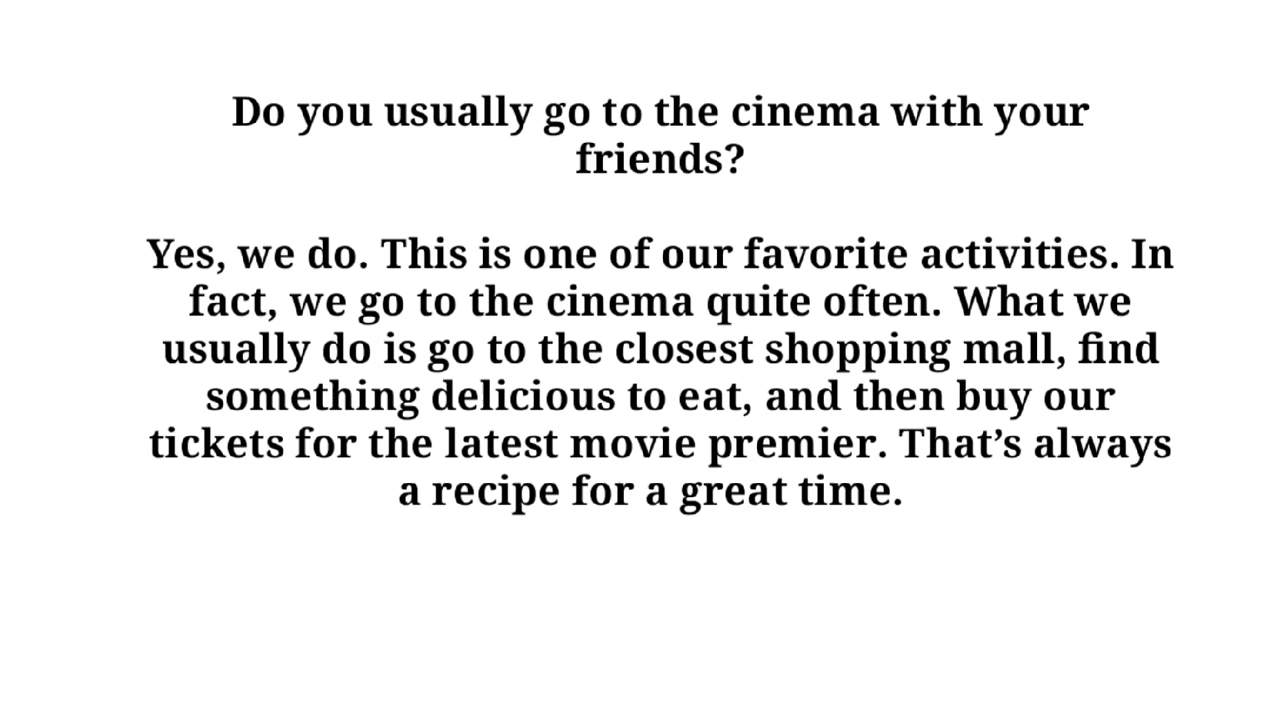 Do you usually go to the cinema with your
friends?
Yes, we do. This is one of our favorite activities. In
fact, we go to the cinema quite often. What we
usually do is go to the closest shopping mall, find
something delicious to eat, and then buy our
tickets for the latest movie premier. That’s always
a recipe for a great time.